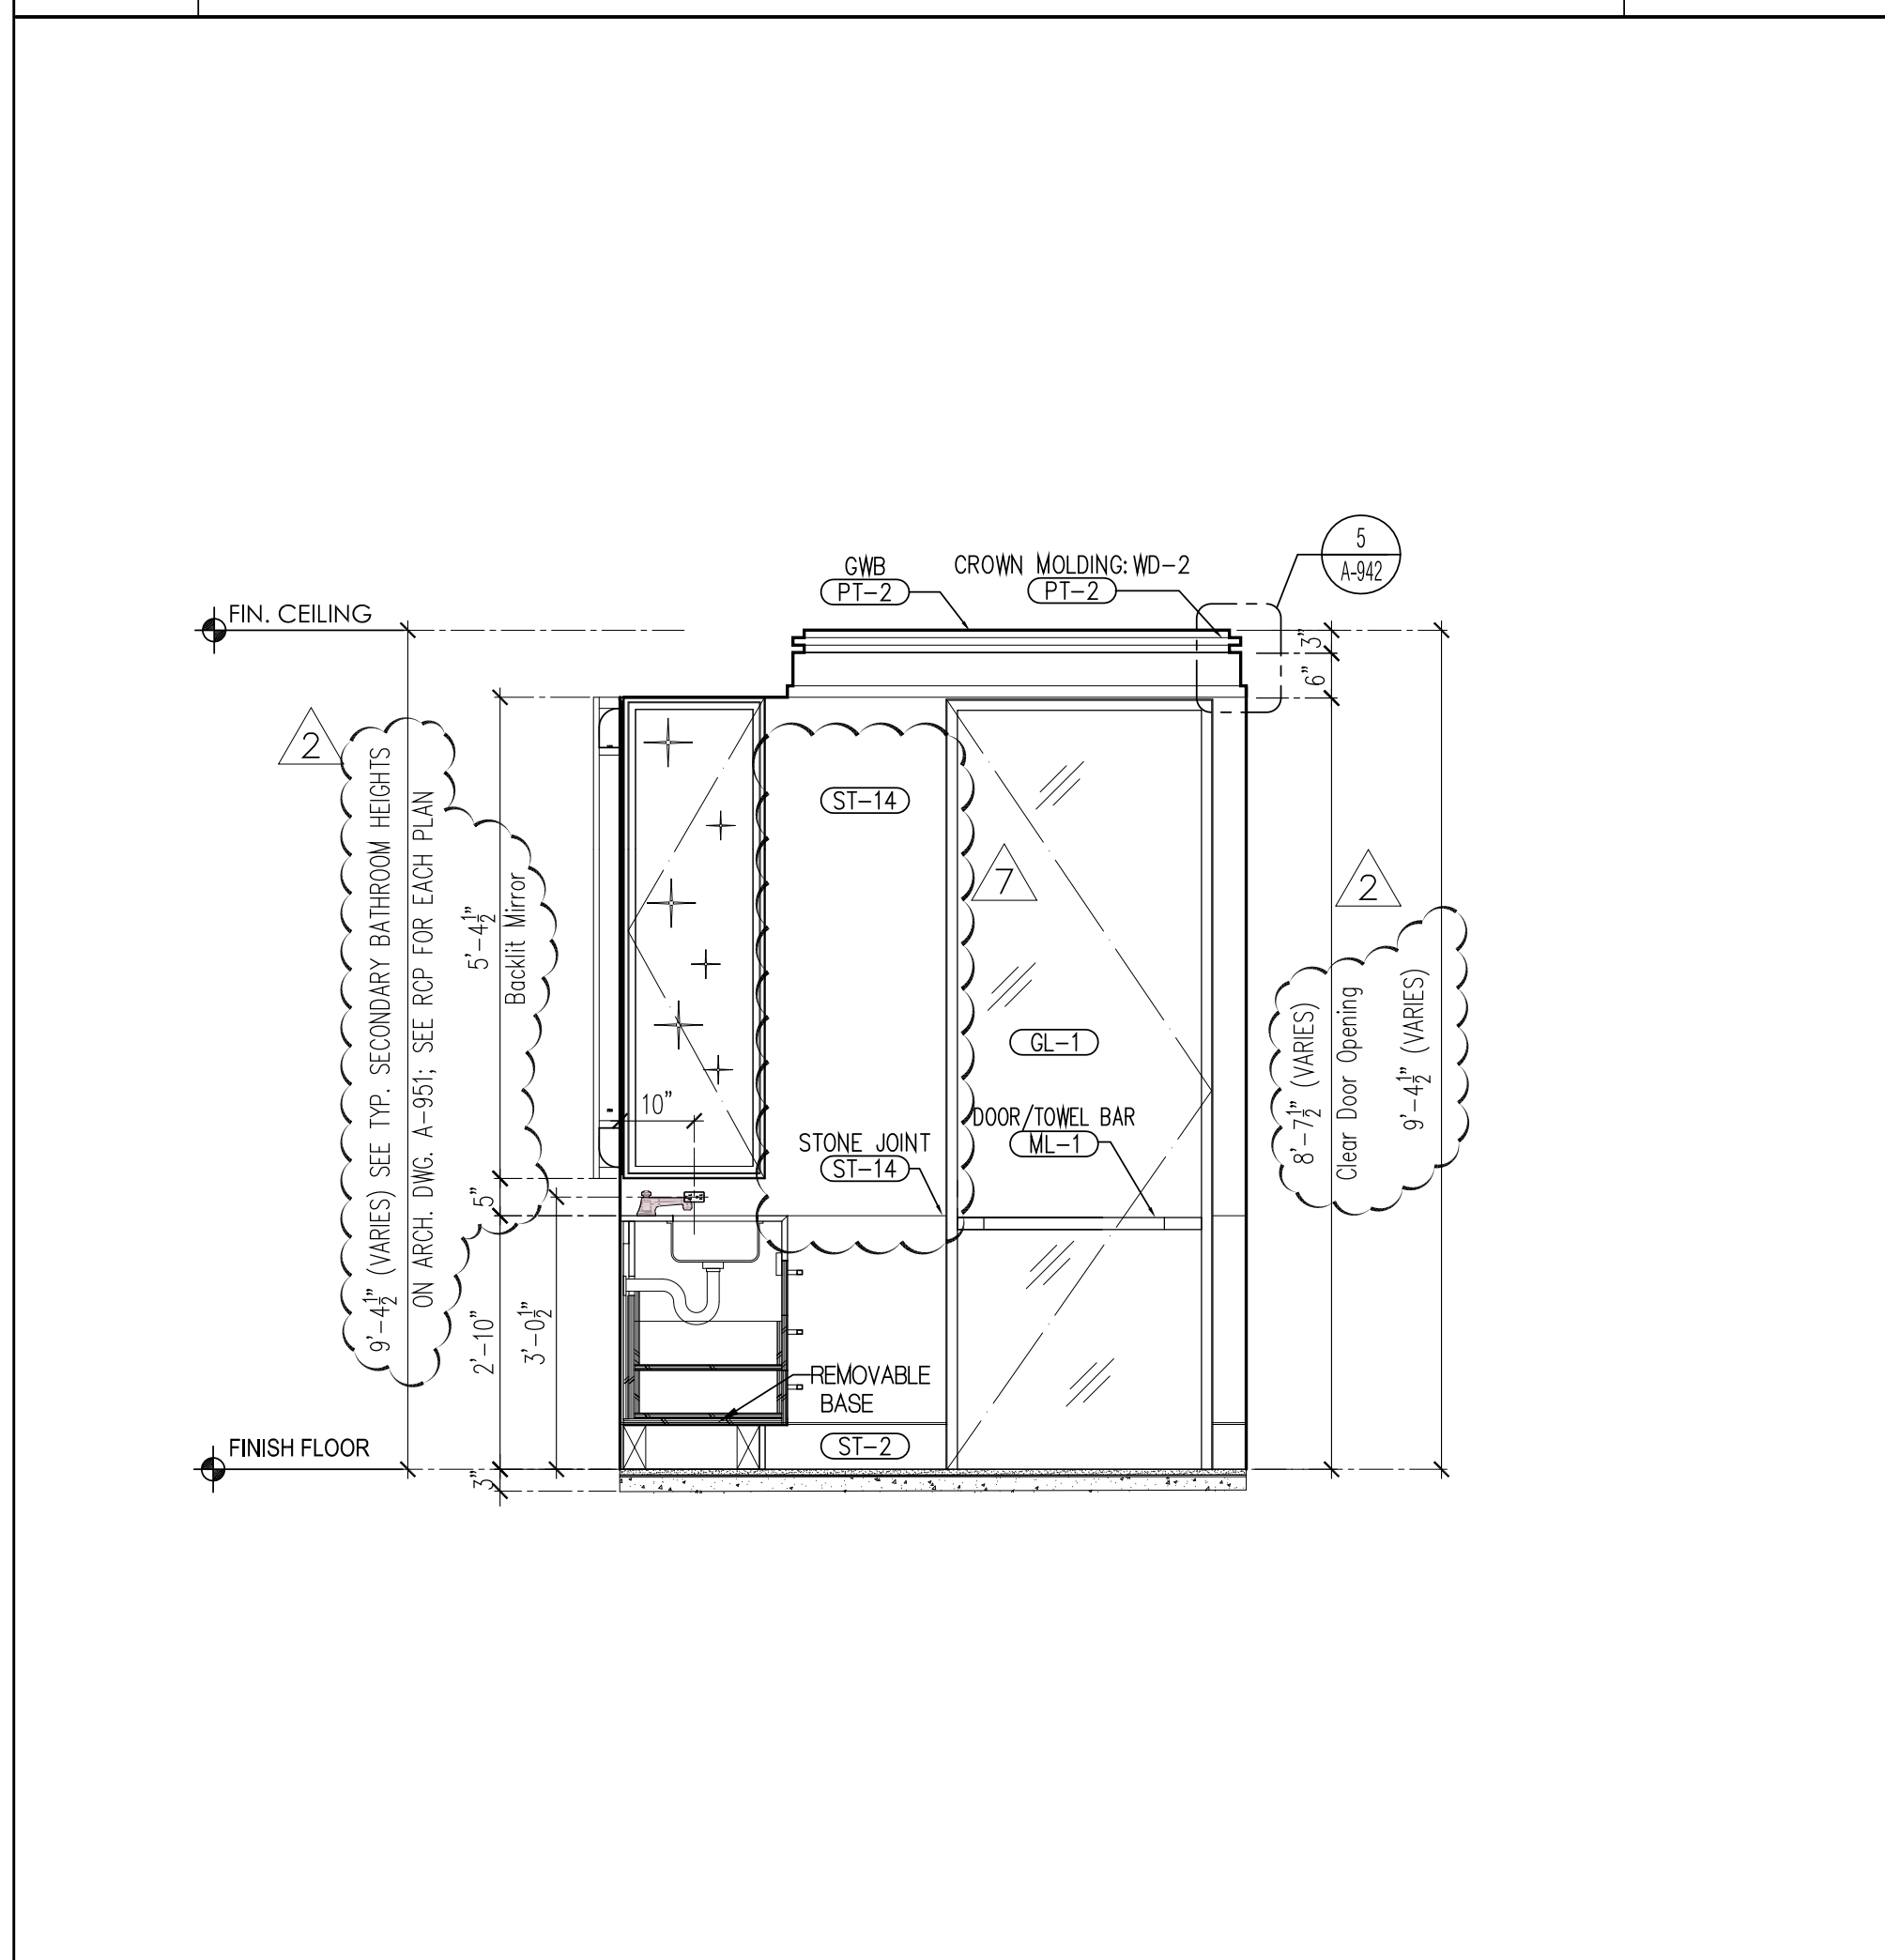 5
A-942
GWB
PT-2
CROWN MOLDING: WD-2
PT-2
FIN. CEILING
3"
6"
2
9'-4½" (VARIES) SEE TYP. SECONDARY BATHROOM HEIGHTS
ON ARCH. DWG. A-951; SEE RCP FOR EACH PLAN
5'-4½"
Backlit Mirror
ST-14
7
2
GL-1
8'-7½" (VARIES)
Clear Door Opening
9'-4½" (VARIES)
10"
DOOR/TOWEL BAR
ML-1
STONE JOINT
ST-14
5"
2'-10"
3'-0½"
REMOVABLE
BASE
ST-2
FINISH FLOOR
3"